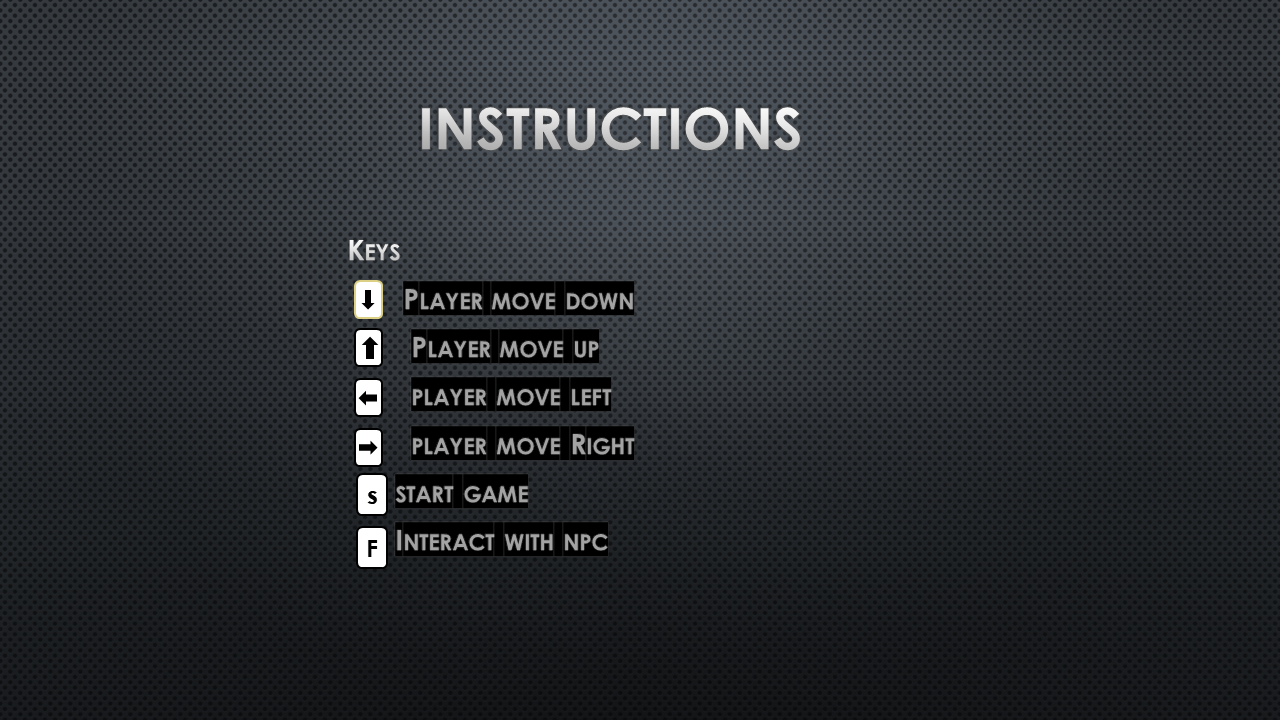 INSTRUCTIONS
Keys
⬇ Player move down
⬆ Player move up
⬅ player move left
➡ player move Right
s start game
F Interact with npc